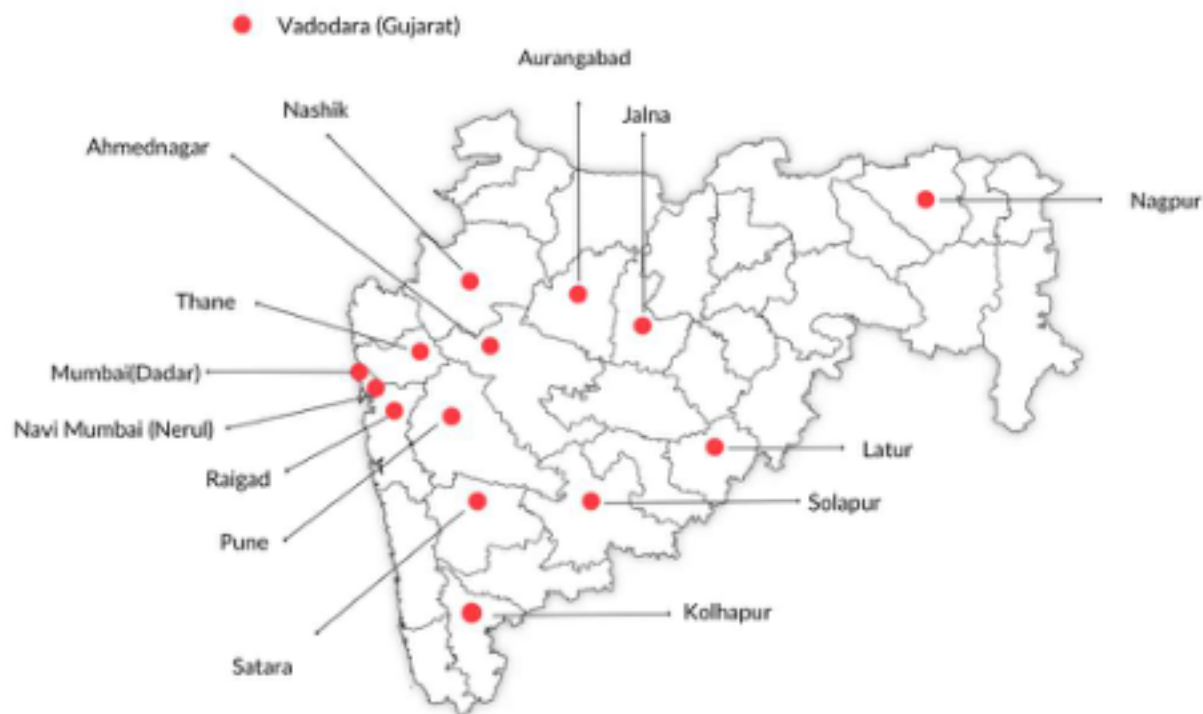 Vadodara (Gujarat)
Aurangabad
Nashik
Jalna
Ahmednagar
Nagpur
Thane
Mumbai(Dadar)
Navi Mumbai (Nerul)
Latur
Raigad
Solapur
Pune
Kolhapur
Satara